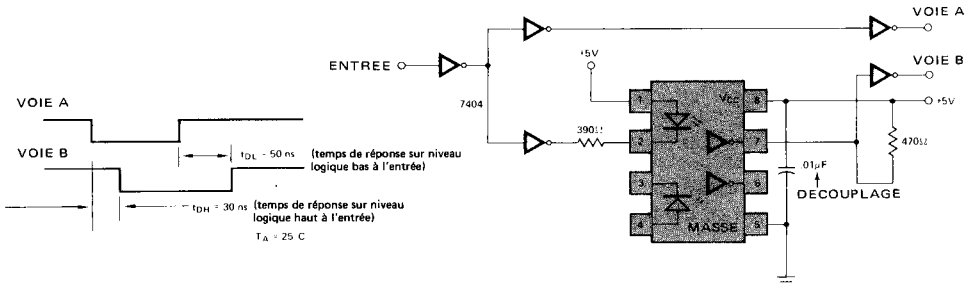 VOIE A
ENTREE
7404
+5V
390Ω
1
2
3
4
VCC
8
7
6
5
MASSE
VOIE A
VOIE B
+5V
470Ω
.01µF
DECOUPLAGE
VOIE B
tDL = 50 ns (temps de réponse sur niveau
logique bas à l'entrée)
tDH = 30 ns (temps de réponse sur niveau
logique haut à l'entrée)
TA = 25 C